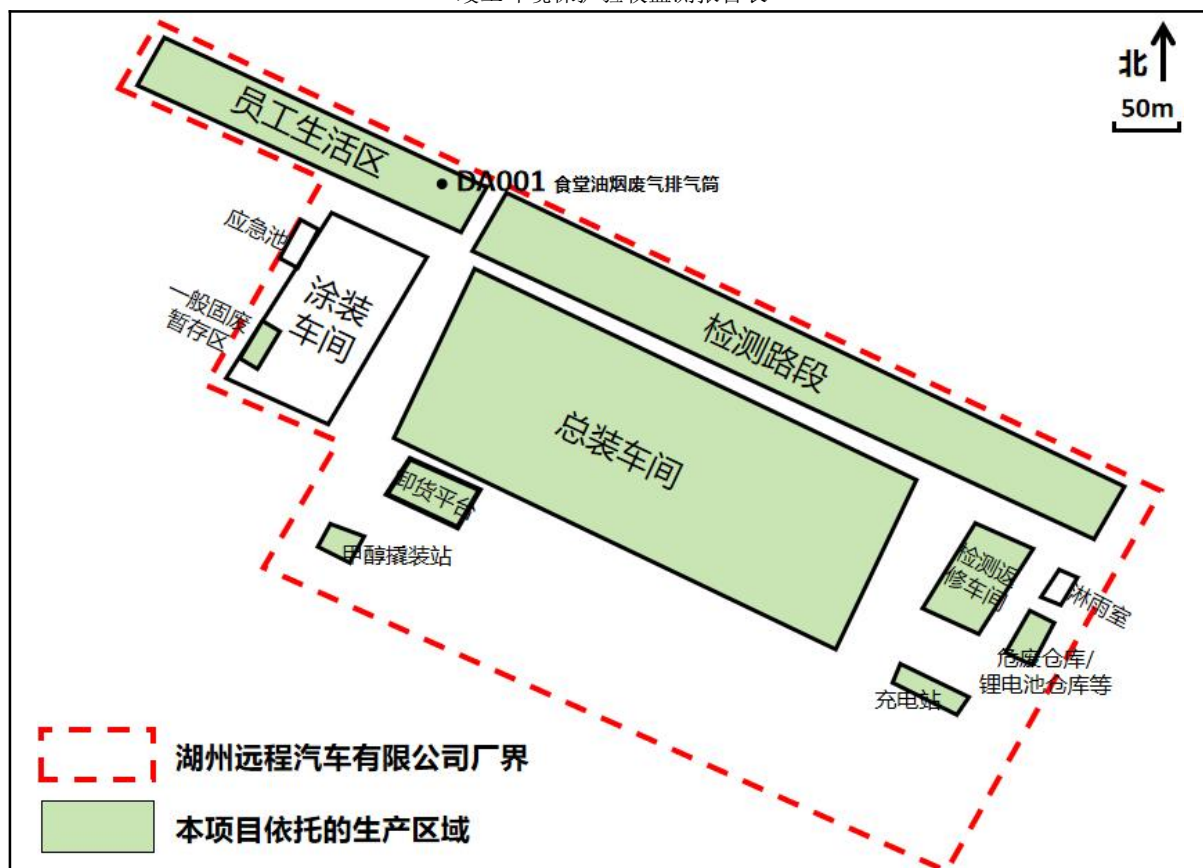 北
50m
员工生活区
DA001 食堂油烟废气排气筒
应急池
涂装
车间
一般固废
暂存区
检测路段
总装车间
卸货平台
甲醇撬装站
检测返
修车间
淋雨室
危废仓库/
锂电池仓库等
充电站
湖州远程汽车有限公司厂界
本项目依托的生产区域